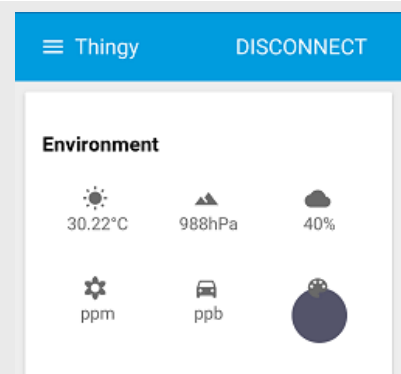 Thingy DISCONNECT
Environment
30.22°C 988hPa 40%
ppm ppb